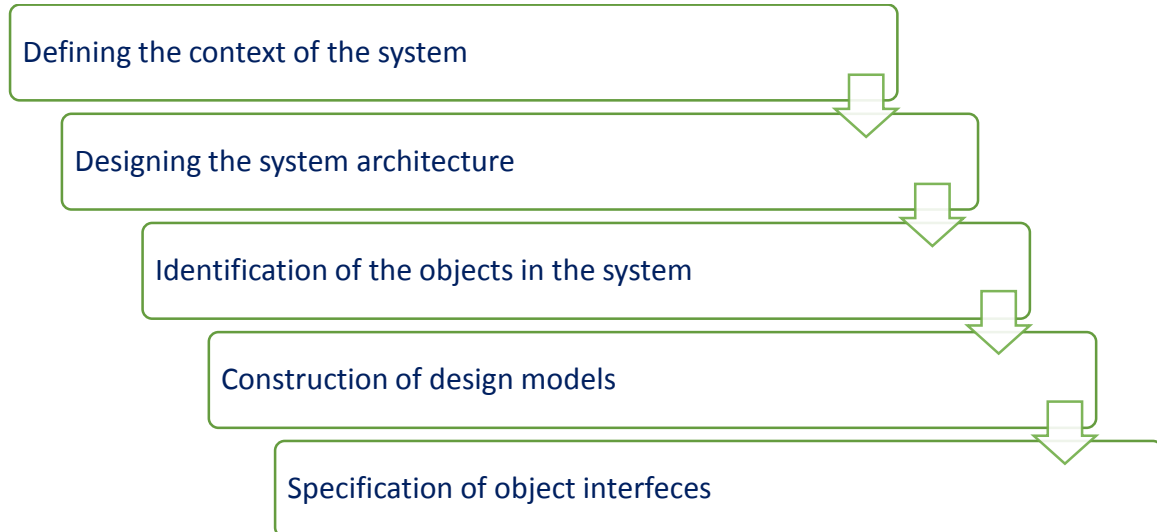 Defining the context of the system
Designing the system architecture
Identification of the objects in the system
Construction of design models
Specification of object interfeces